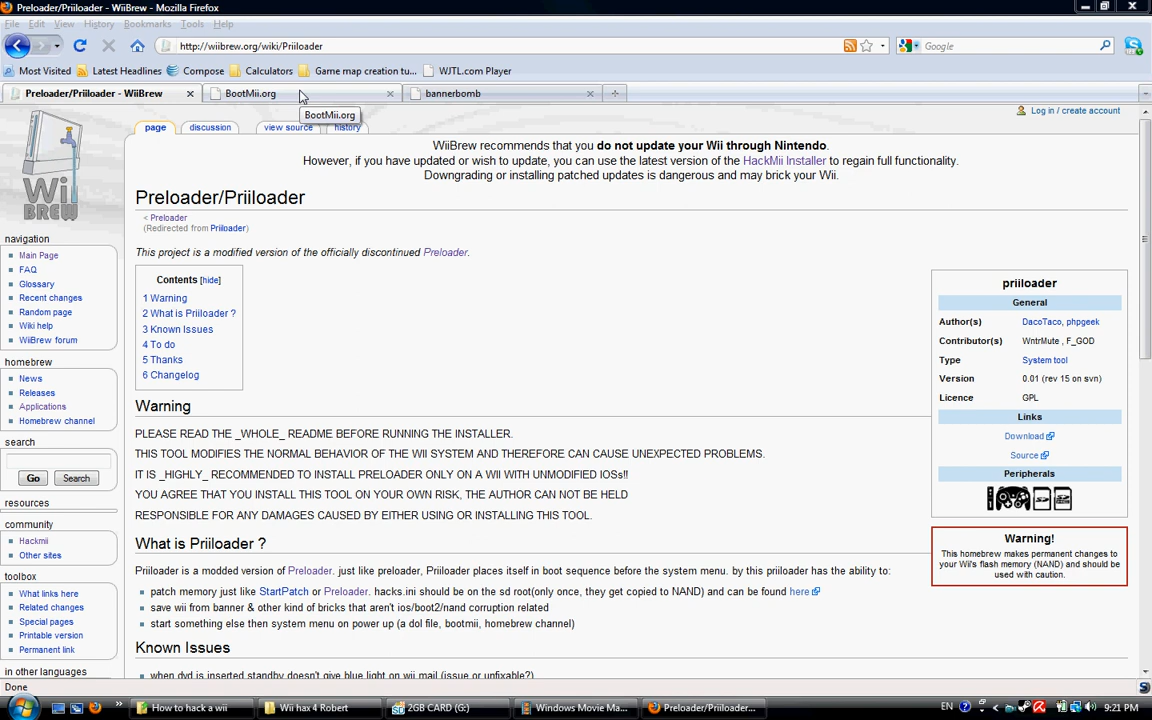 Preloader/Priiloader - WiiBrew - Mozilla Firefox
File Edit View History Bookmarks Tools Help
http://wiibrew.org/wiki/Priiloader
Google
Most Visited Latest Headlines Compose Calculators Game map creation tu... WJTL.com Player
Preloader/Priiloader - WiiBrew BootMii.org bannerbomb
BootMii.org
Log in / create account
page discussion view source history
WiiBrew recommends that you do not update your Wii through Nintendo.
However, if you have updated or wish to update, you can use the latest version of the HackMii Installer to regain full functionality.
Downgrading or installing patched updates is dangerous and may brick your Wii.
Wii
BREW
navigation
Main Page
FAQ
Glossary
Recent changes
Random page
Wiki help
WiiBrew forum
homebrew
News
Releases
Applications
Homebrew channel
search
Go Search
resources
community
Hackmii
Other sites
toolbox
What links here
Related changes
Special pages
Printable version
Permanent link
in other languages
Preloader/Priiloader
< Preloader
(Redirected from Priiloader)
This project is a modified version of the officially discontinued Preloader.
Contents [hide]
1 Warning
2 What is Priiloader ?
3 Known Issues
4 To do
5 Thanks
6 Changelog
priiloader
General
Author(s) DacoTaco, phpgeek
Contributor(s) WntrMute , F_GOD
Type System tool
Version 0.01 (rev 15 on svn)
Licence GPL
Links
Download
Source
Peripherals
Warning!
This homebrew makes permanent changes to
your Wii's flash memory (NAND) and should be
used with caution.
Warning
PLEASE READ THE _WHOLE_ README BEFORE RUNNING THE INSTALLER.
THIS TOOL MODIFIES THE NORMAL BEHAVIOR OF THE WII SYSTEM AND THEREFORE CAN CAUSE UNEXPECTED PROBLEMS.
IT IS _HIGHLY_ RECOMMENDED TO INSTALL PRELOADER ONLY ON A WII WITH UNMODIFIED IOSs!!
YOU AGREE THAT YOU INSTALL THIS TOOL ON YOUR OWN RISK, THE AUTHOR CAN NOT BE HELD
RESPONSIBLE FOR ANY DAMAGES CAUSED BY EITHER USING OR INSTALLING THIS TOOL.
What is Priiloader ?
Priiloader is a modded version of Preloader. just like preloader, Priiloader places itself in boot sequence before the system menu. by this priiloader has the ability to:
patch memory just like StartPatch or Preloader. hacks.ini should be on the sd root(only once, they get copied to NAND) and can be found here
save wii from banner & other kind of bricks that aren't ios/boot2/nand corruption related
start something else then system menu on power up (a dol file, bootmii, homebrew channel)
Known Issues
when dvd is inserted standby doesn't give blue light on wii mail (issue or unfixable?)
Done
How to hack a wii Wii hax 4 Robert 2GB CARD (G:) Windows Movie Ma... Preloader/Priiloader... EN 9:21 PM